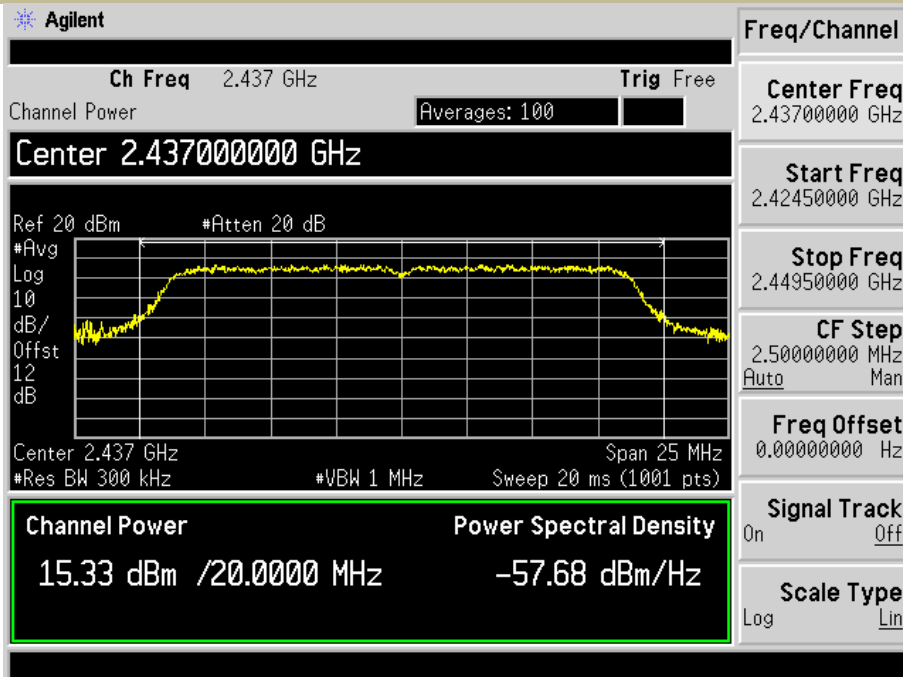 Agilent
Ch Freq 2.437 GHz Trig Free
Channel Power Averages: 100
Center 2.437000000 GHz
Ref 20 dBm #Atten 20 dB
#Avg
Log
10
dB/
Offst
12
dB
Center 2.437 GHz Span 25 MHz
#Res BW 300 kHz #VBW 1 MHz Sweep 20 ms (1001 pts)
Channel Power Power Spectral Density
15.33 dBm /20.0000 MHz -57.68 dBm/Hz
Freq/Channel
Center Freq
2.43700000 GHz
Start Freq
2.42450000 GHz
Stop Freq
2.44950000 GHz
CF Step
2.50000000 MHz
Auto Man
Freq Offset
0.00000000 Hz
Signal Track
On Off
Scale Type
Log Lin